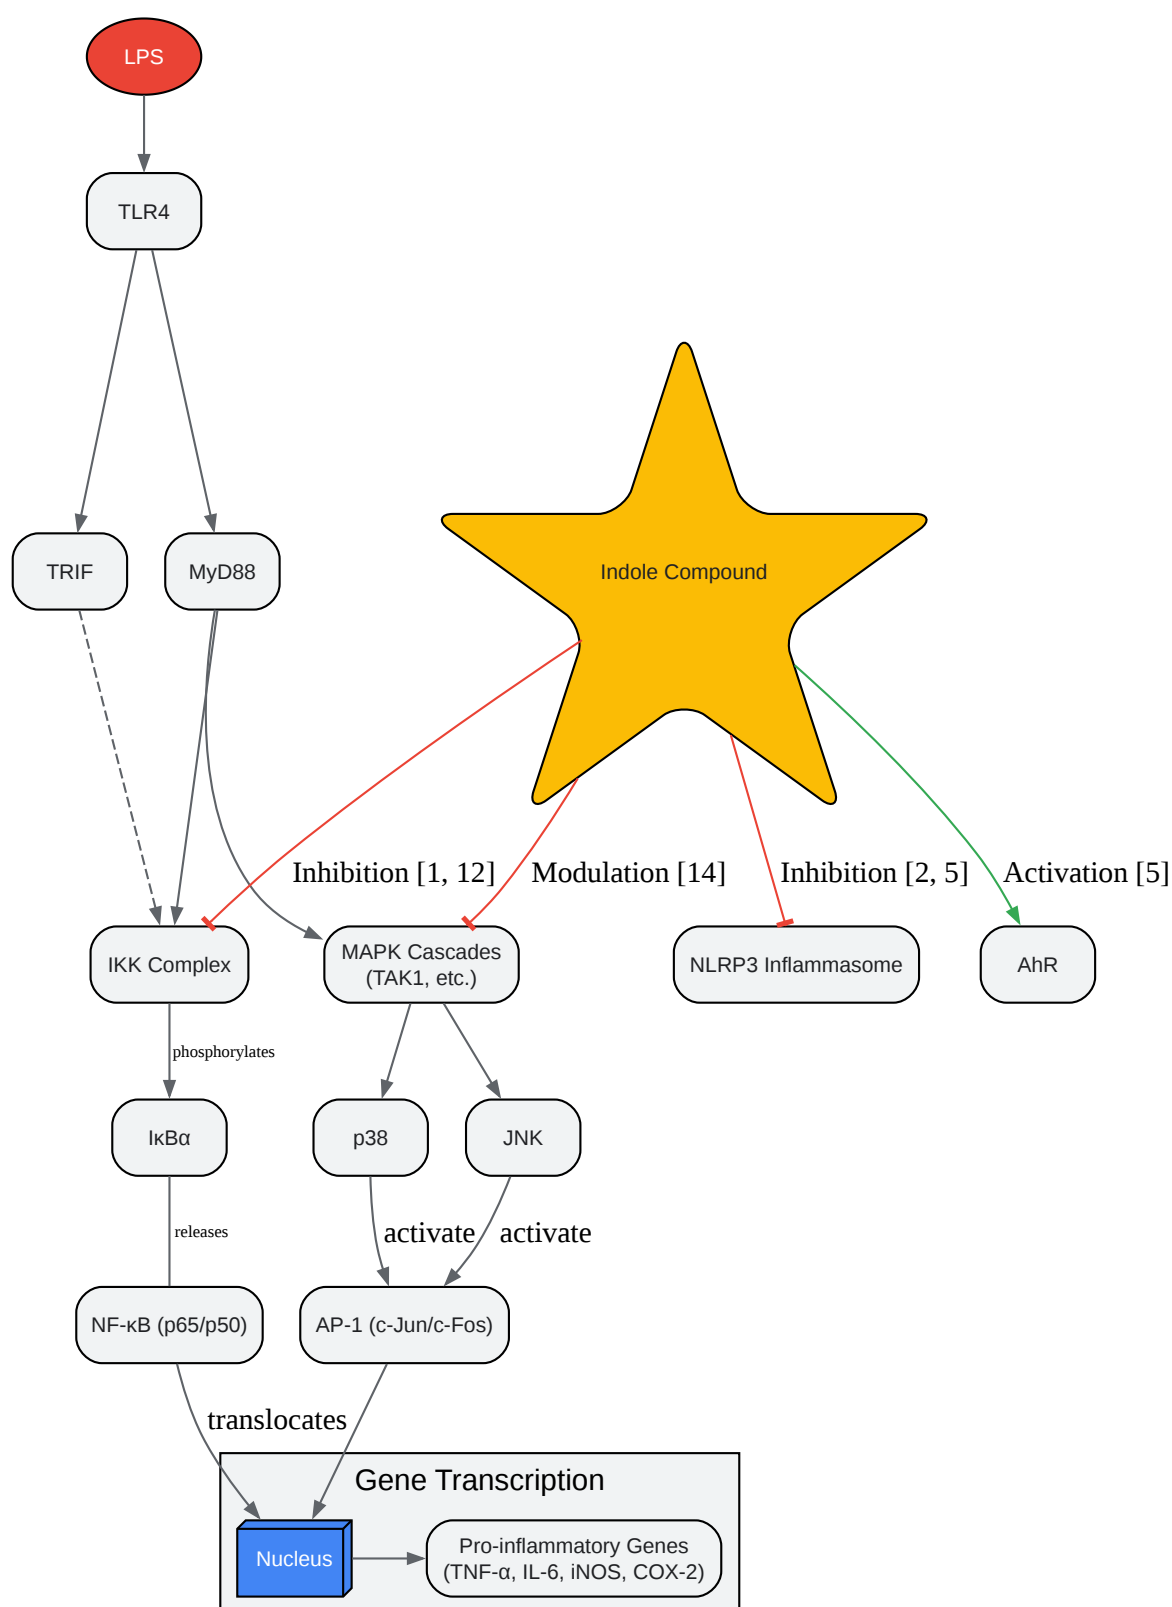 LPS
TLR4
TRIF
MyD88
Indole Compound
Inhibition [1, 12]
Modulation [14]
Inhibition [2, 5]
Activation [5]
IKK Complex
MAPK Cascades
(TAK1, etc.)
NLRP3 Inflammasome
AhR
phosphorylates
IκBα
p38
JNK
releases
activate
activate
NF-κB (p65/p50)
AP-1 (c-Jun/c-Fos)
translocates
Gene Transcription
Nucleus
Pro-inflammatory Genes
(TNF-α, IL-6, iNOS, COX-2)